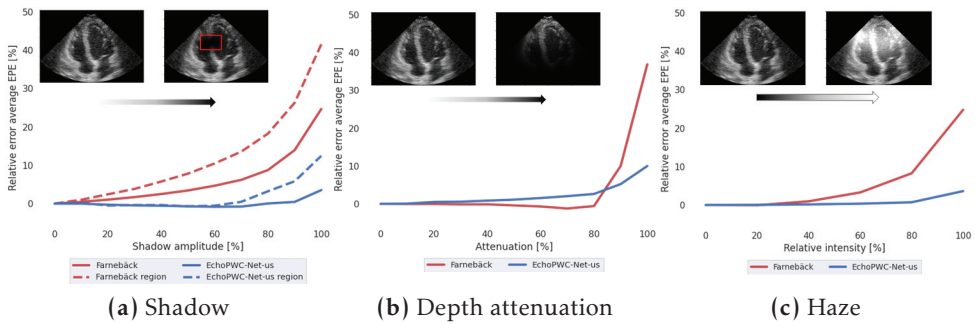 50
40
30
20
10
0
Relative error average EPE [%]
0 20 40 60 80 100
Shadow amplitude [%]
Farnebäck
Farnebäck region
EchoPWC-Net-us
EchoPWC-Net-us region
(a) Shadow
50
40
30
20
10
0
Relative error average EPE [%]
0 20 40 60 80 100
Attenuation [%]
Farnebäck EchoPWC-Net-us
(b) Depth attenuation
50
40
30
20
10
0
Relative error average EPE [%]
0 20 40 60 80 100
Relative intensity [%]
Farnebäck EchoPWC-Net-us
(c) Haze